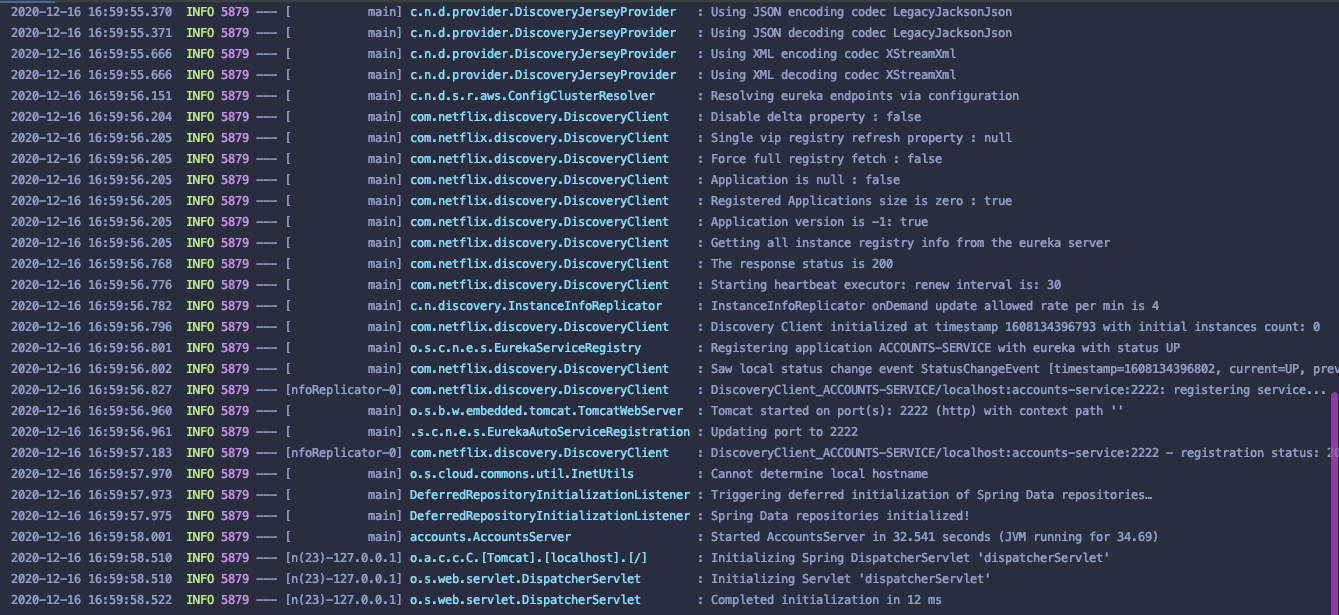 2020-12-16 16:59:55.370 INFO 5879 --- [ main] c.n.d.provider.DiscoveryJerseyProvider : Using JSON encoding codec LegacyJacksonJson
2020-12-16 16:59:55.371 INFO 5879 --- [ main] c.n.d.provider.DiscoveryJerseyProvider : Using JSON decoding codec LegacyJacksonJson
2020-12-16 16:59:55.666 INFO 5879 --- [ main] c.n.d.provider.DiscoveryJerseyProvider : Using XML encoding codec XStreamXml
2020-12-16 16:59:55.666 INFO 5879 --- [ main] c.n.d.provider.DiscoveryJerseyProvider : Using XML decoding codec XStreamXml
2020-12-16 16:59:56.151 INFO 5879 --- [ main] c.n.d.s.r.aws.ConfigClusterResolver : Resolving eureka endpoints via configuration
2020-12-16 16:59:56.204 INFO 5879 --- [ main] com.netflix.discovery.DiscoveryClient : Disable delta property : false
2020-12-16 16:59:56.205 INFO 5879 --- [ main] com.netflix.discovery.DiscoveryClient : Single vip registry refresh property : null
2020-12-16 16:59:56.205 INFO 5879 --- [ main] com.netflix.discovery.DiscoveryClient : Force full registry fetch : false
2020-12-16 16:59:56.205 INFO 5879 --- [ main] com.netflix.discovery.DiscoveryClient : Application is null : false
2020-12-16 16:59:56.205 INFO 5879 --- [ main] com.netflix.discovery.DiscoveryClient : Registered Applications size is zero : true
2020-12-16 16:59:56.205 INFO 5879 --- [ main] com.netflix.discovery.DiscoveryClient : Application version is -1: true
2020-12-16 16:59:56.205 INFO 5879 --- [ main] com.netflix.discovery.DiscoveryClient : Getting all instance registry info from the eureka server
2020-12-16 16:59:56.768 INFO 5879 --- [ main] com.netflix.discovery.DiscoveryClient : The response status is 200
2020-12-16 16:59:56.776 INFO 5879 --- [ main] com.netflix.discovery.DiscoveryClient : Starting heartbeat executor: renew interval is: 30
2020-12-16 16:59:56.782 INFO 5879 --- [ main] c.n.discovery.InstanceInfoReplicator : InstanceInfoReplicator onDemand update allowed rate per min is 4
2020-12-16 16:59:56.796 INFO 5879 --- [ main] com.netflix.discovery.DiscoveryClient : Discovery Client initialized at timestamp 1608134396793 with initial instances count: 0
2020-12-16 16:59:56.801 INFO 5879 --- [ main] o.s.c.n.e.s.EurekaServiceRegistry : Registering application ACCOUNTS-SERVICE with eureka with status UP
2020-12-16 16:59:56.802 INFO 5879 --- [ main] com.netflix.discovery.DiscoveryClient : Saw local status change event StatusChangeEvent [timestamp=1608134396802, current=UP, prev
2020-12-16 16:59:56.827 INFO 5879 --- [nfoReplicator-0] com.netflix.discovery.DiscoveryClient : DiscoveryClient_ACCOUNTS-SERVICE/localhost:accounts-service:2222: registering service...
2020-12-16 16:59:56.960 INFO 5879 --- [ main] o.s.b.w.embedded.tomcat.TomcatWebServer : Tomcat started on port(s): 2222 (http) with context path ''
2020-12-16 16:59:56.961 INFO 5879 --- [ main] .s.c.n.e.s.EurekaAutoServiceRegistration : Updating port to 2222
2020-12-16 16:59:57.183 INFO 5879 --- [nfoReplicator-0] com.netflix.discovery.DiscoveryClient : DiscoveryClient_ACCOUNTS-SERVICE/localhost:accounts-service:2222 - registration status:
2020-12-16 16:59:57.970 INFO 5879 --- [ main] o.s.cloud.commons.util.InetUtils : Cannot determine local hostname
2020-12-16 16:59:57.973 INFO 5879 --- [ main] DeferredRepositoryInitializationListener : Triggering deferred initialization of Spring Data repositories…
2020-12-16 16:59:57.975 INFO 5879 --- [ main] DeferredRepositoryInitializationListener : Spring Data repositories initialized!
2020-12-16 16:59:58.001 INFO 5879 --- [ main] accounts.AccountsServer : Started AccountsServer in 32.541 seconds (JVM running for 34.69)
2020-12-16 16:59:58.510 INFO 5879 --- [n(23)-127.0.0.1] o.a.c.c.C.[Tomcat].[localhost].[/] : Initializing Spring DispatcherServlet 'dispatcherServlet'
2020-12-16 16:59:58.510 INFO 5879 --- [n(23)-127.0.0.1] o.s.web.servlet.DispatcherServlet : Initializing Servlet 'dispatcherServlet'
2020-12-16 16:59:58.522 INFO 5879 --- [n(23)-127.0.0.1] o.s.web.servlet.DispatcherServlet : Completed initialization in 12 ms